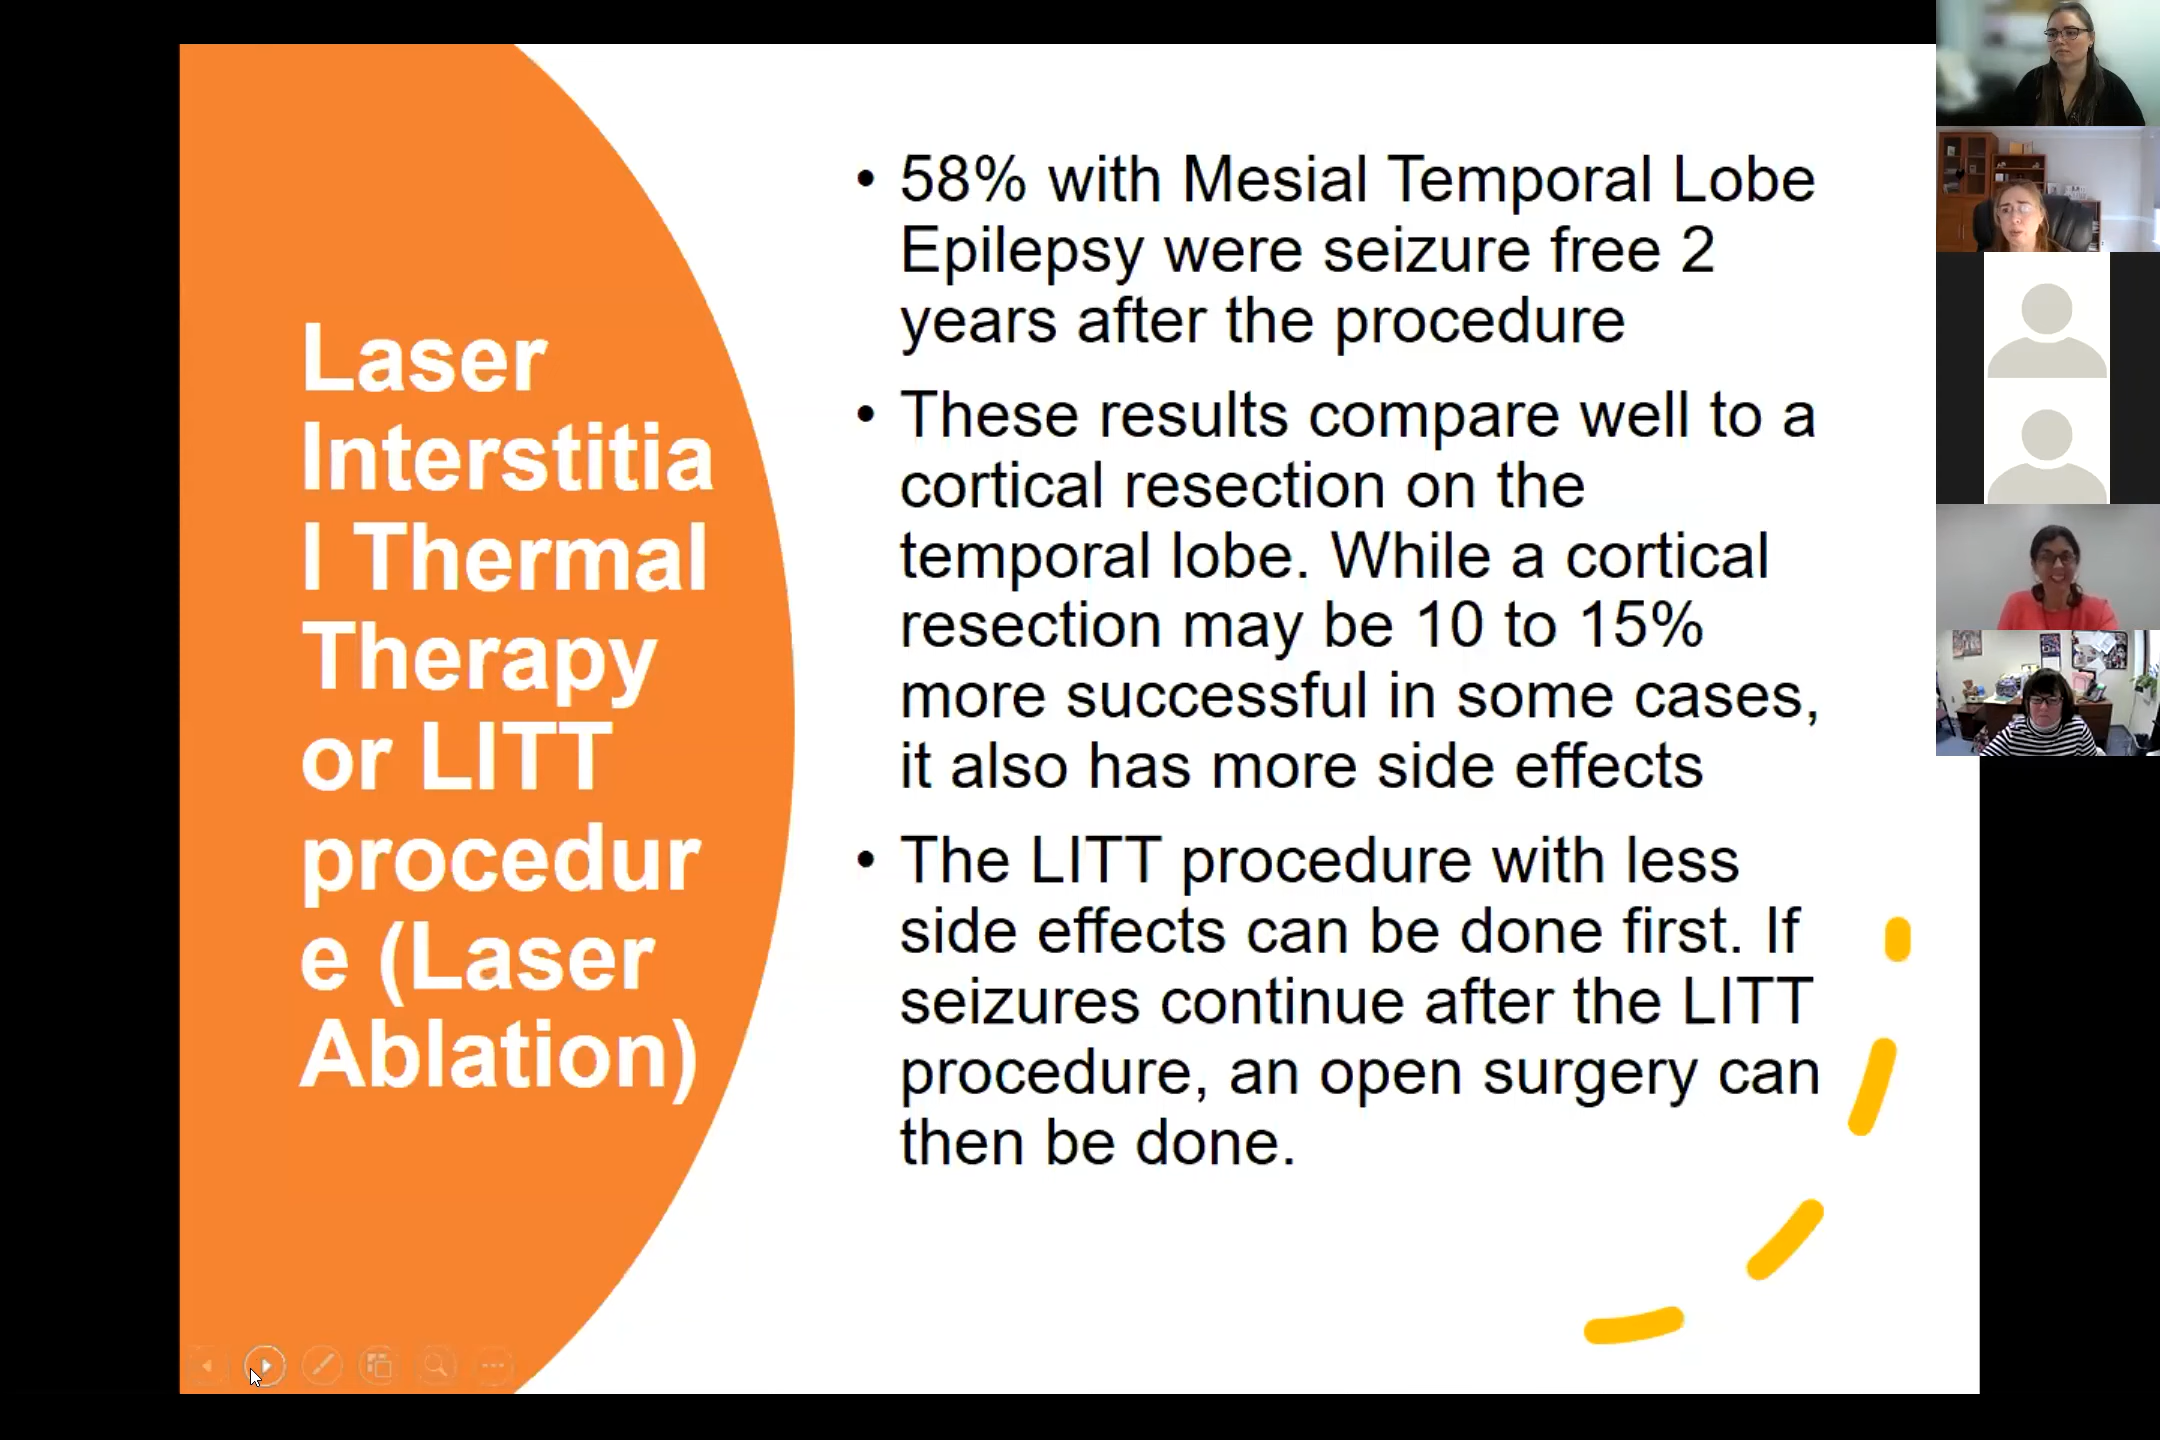 Laser
Interstitia
l Thermal
Therapy
or LITT
procedur
e (Laser
Ablation)
• 58% with Mesial Temporal Lobe
Epilepsy were seizure free 2
years after the procedure
• These results compare well to a
cortical resection on the
temporal lobe. While a cortical
resection may be 10 to 15%
more successful in some cases,
it also has more side effects
• The LITT procedure with less
side effects can be done first. If
seizures continue after the LITT
procedure, an open surgery can
then be done.